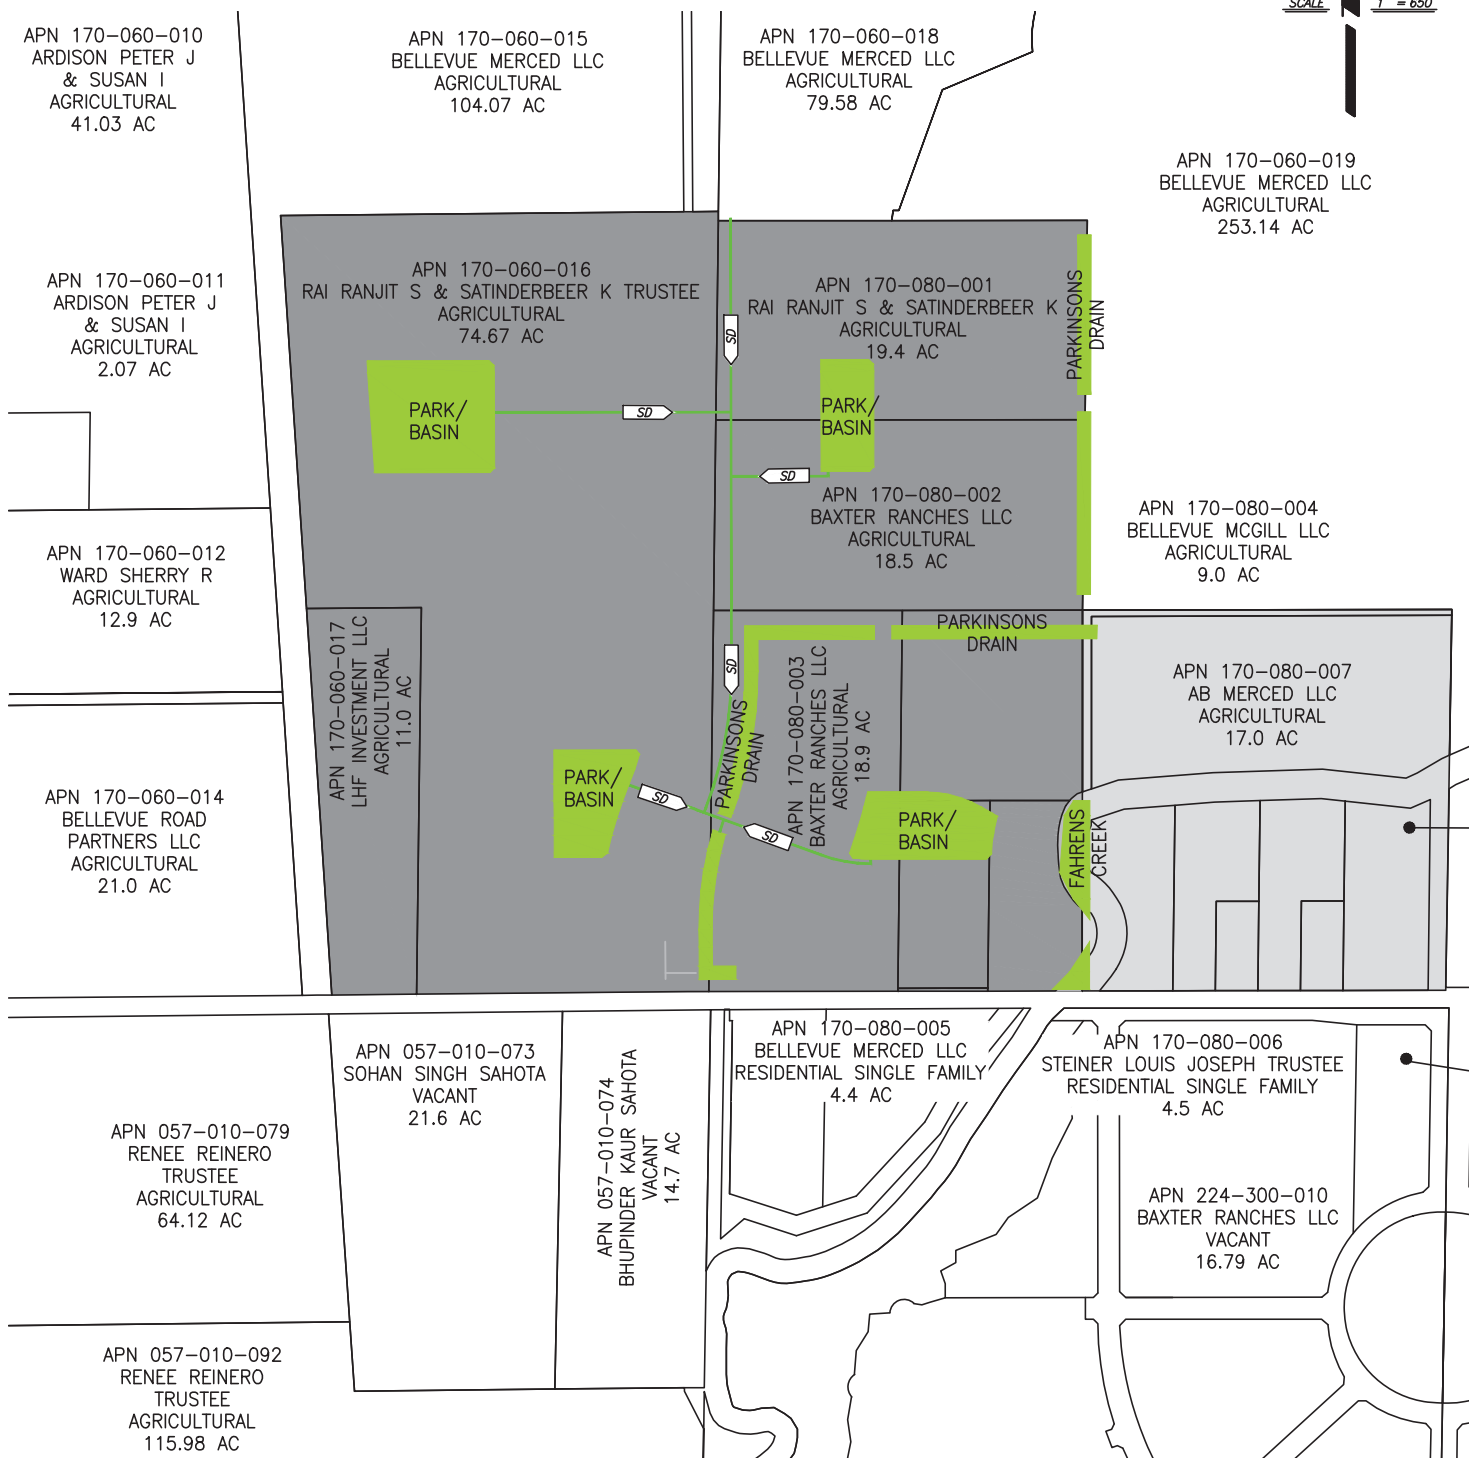 SCALE 1" = 650'
APN 170-060-010
ARDISON PETER J
& SUSAN I
AGRICULTURAL
41.03 AC
APN 170-060-015
BELLEVUE MERCED LLC
AGRICULTURAL
104.07 AC
APN 170-060-018
BELLEVUE MERCED LLC
AGRICULTURAL
79.58 AC
APN 170-060-019
BELLEVUE MERCED LLC
AGRICULTURAL
253.14 AC
APN 170-060-011
ARDISON PETER J
& SUSAN I
AGRICULTURAL
2.07 AC
APN 170-060-016
RAI RANJIT S & SATINDERBEER K TRUSTEE
AGRICULTURAL
74.67 AC
APN 170-080-001
RAI RANJIT S & SATINDERBEER K
AGRICULTURAL
19.4 AC
PARKINSONS
DRAIN
SD
PARK/
BASIN
SD
PARK/
BASIN
SD
APN 170-080-002
BAXTER RANCHES LLC
AGRICULTURAL
18.5 AC
APN 170-080-004
BELLEVUE MCGILL LLC
AGRICULTURAL
9.0 AC
APN 170-060-012
WARD SHERRY R
AGRICULTURAL
12.9 AC
APN 170-060-017
LHF INVESTMENT LLC
AGRICULTURAL
11.0 AC
PARKINSONS
DRAIN
SD
PARKINSONS
DRAIN
APN 170-080-003
BAXTER RANCHES LLC
AGRICULTURAL
18.9 AC
APN 170-080-007
AB MERCED LLC
AGRICULTURAL
17.0 AC
APN 170-060-014
BELLEVUE ROAD
PARTNERS LLC
AGRICULTURAL
21.0 AC
PARK/
BASIN
SD
SD
PARK/
BASIN
FAHRENS
CREEK
APN 057-010-073
SOHAN SINGH SAHOTA
VACANT
21.6 AC
APN 057-010-074
BHUPINDER KAUR SAHOTA
VACANT
14.7 AC
APN 170-080-005
BELLEVUE MERCED LLC
RESIDENTIAL SINGLE FAMILY
4.4 AC
APN 170-080-006
STEINER LOUIS JOSEPH TRUSTEE
RESIDENTIAL SINGLE FAMILY
4.5 AC
APN 057-010-079
RENEE REINERO
TRUSTEE
AGRICULTURAL
64.12 AC
APN 224-300-010
BAXTER RANCHES LLC
VACANT
16.79 AC
APN 057-010-092
RENEE REINERO
TRUSTEE
AGRICULTURAL
115.98 AC